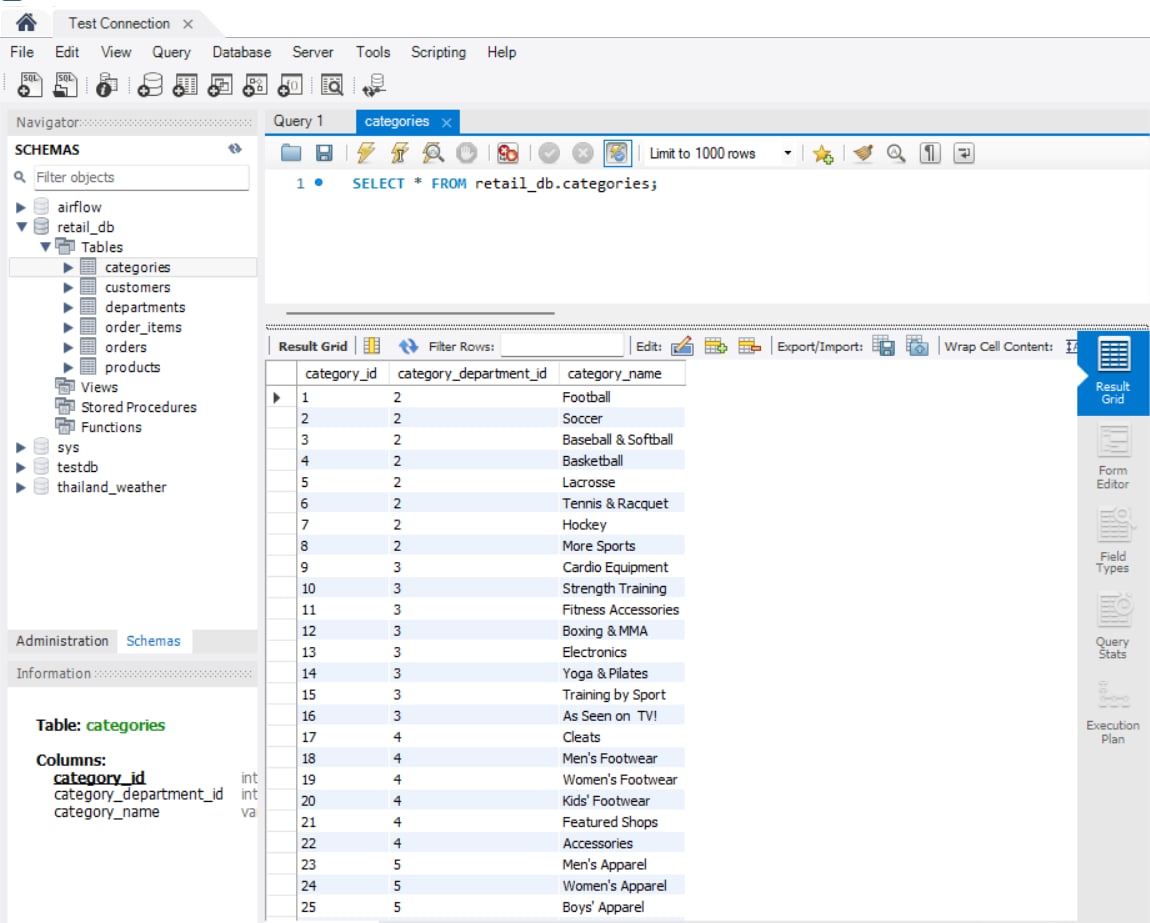 Test Connection
File Edit View Query Database Server Tools Scripting Help
Navigator
SCHEMAS
Filter objects
airflow
retail_db
Tables
categories
customers
departments
order_items
orders
products
Views
Stored Procedures
Functions
sys
testdb
thailand_weather
Administration Schemas
Information
Table: categories
Columns:
category_id int
category_department_id int
category_name va
Query 1 categories
Limit to 1000 rows
1 SELECT * FROM retail_db.categories;
Result Grid Filter Rows: Edit: Export/Import: Wrap Cell Content:
category_id category_department_id category_name
1 2 Football
2 2 Soccer
3 2 Baseball & Softball
4 2 Basketball
5 2 Lacrosse
6 2 Tennis & Racquet
7 2 Hockey
8 2 More Sports
9 3 Cardio Equipment
10 3 Strength Training
11 3 Fitness Accessories
12 3 Boxing & MMA
13 3 Electronics
14 3 Yoga & Pilates
15 3 Training by Sport
16 3 As Seen on  TV!
17 4 Cleats
18 4 Men's Footwear
19 4 Women's Footwear
20 4 Kids' Footwear
21 4 Featured Shops
22 4 Accessories
23 5 Men's Apparel
24 5 Women's Apparel
25 5 Boys' Apparel
Result
Grid
Form
Editor
Field
Types
Query
Stats
Execution
Plan